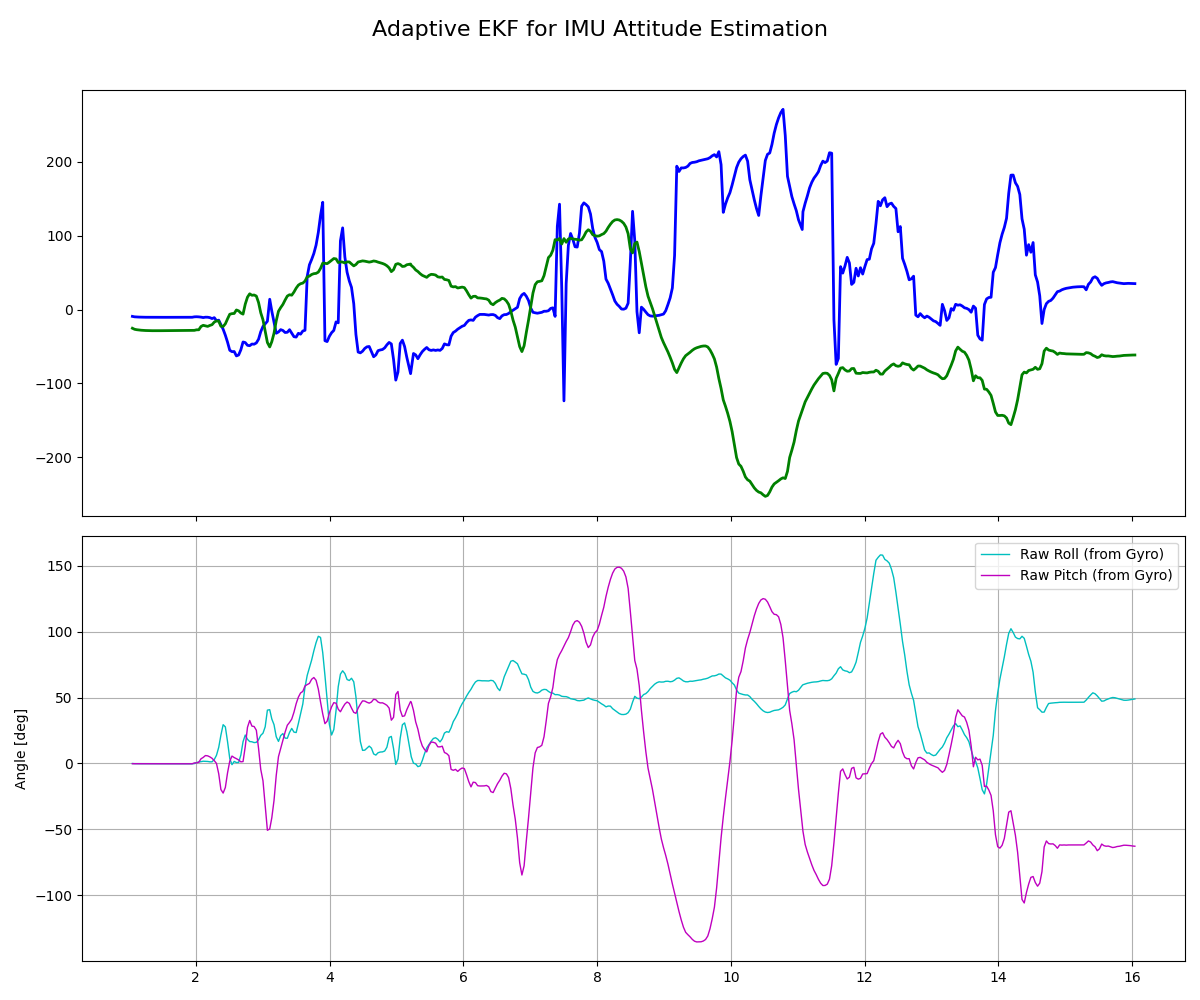 Adaptive EKF for IMU Attitude Estimation
200
100
0
−100
−200
150
100
50
0
−50
−100
Angle [deg]
Raw Roll (from Gyro)
Raw Pitch (from Gyro)
2 4 6 8 10 12 14 16